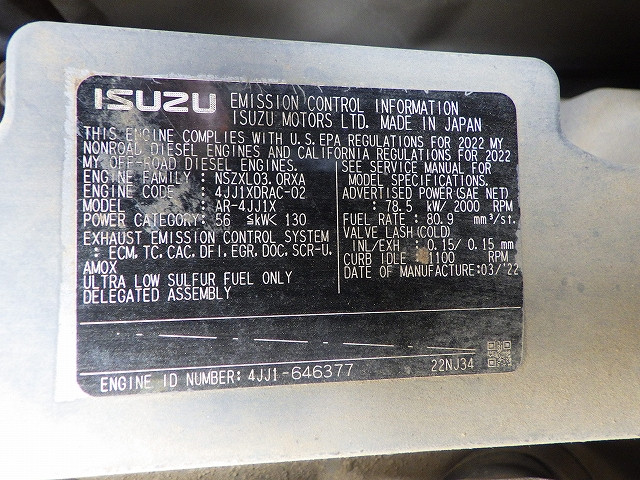 ISUZU EMISSION CONTROL INFORMATION
ISUZU MOTORS LTD. MADE IN JAPAN
THIS ENGINE COMPLIES WITH U.S.EPA REGULATIONS FOR 2022 MY
NONROAD DIESEL ENGINES AND CALIFORNIA REGULATIONS FOR 2022
MY OFF-ROAD DIESEL ENGINES.
ENGINE FAMILY : NSZXL03.0RXA
ENGINE CODE : 4JJ1XDRAC-02
MODEL : AR-4JJ1X
POWER CATEGORY: 56 ≦kW< 130
EXHAUST EMISSION CONTROL SYSTEM
: ECM, TC, CAC, DFI, EGR, DOC, SCR-U,
AMOX
ULTRA LOW SULFUR FUEL ONLY
DELEGATED ASSEMBLY
SEE SERVICE MANUAL FOR
MODEL SPECIFICATIONS.
ADVERTISED POWER(SAE NET)
: 78.5 kW/ 2000 RPM
FUEL RATE : 80.9 mm³/st.
VALVE LASH(COLD)
INL/EXH : 0.15/ 0.15 mm
CURB IDLE : 1100 RPM
DATE OF MANUFACTURE:03/'22
ENGINE ID NUMBER: 4JJ1-646377
22NJ34